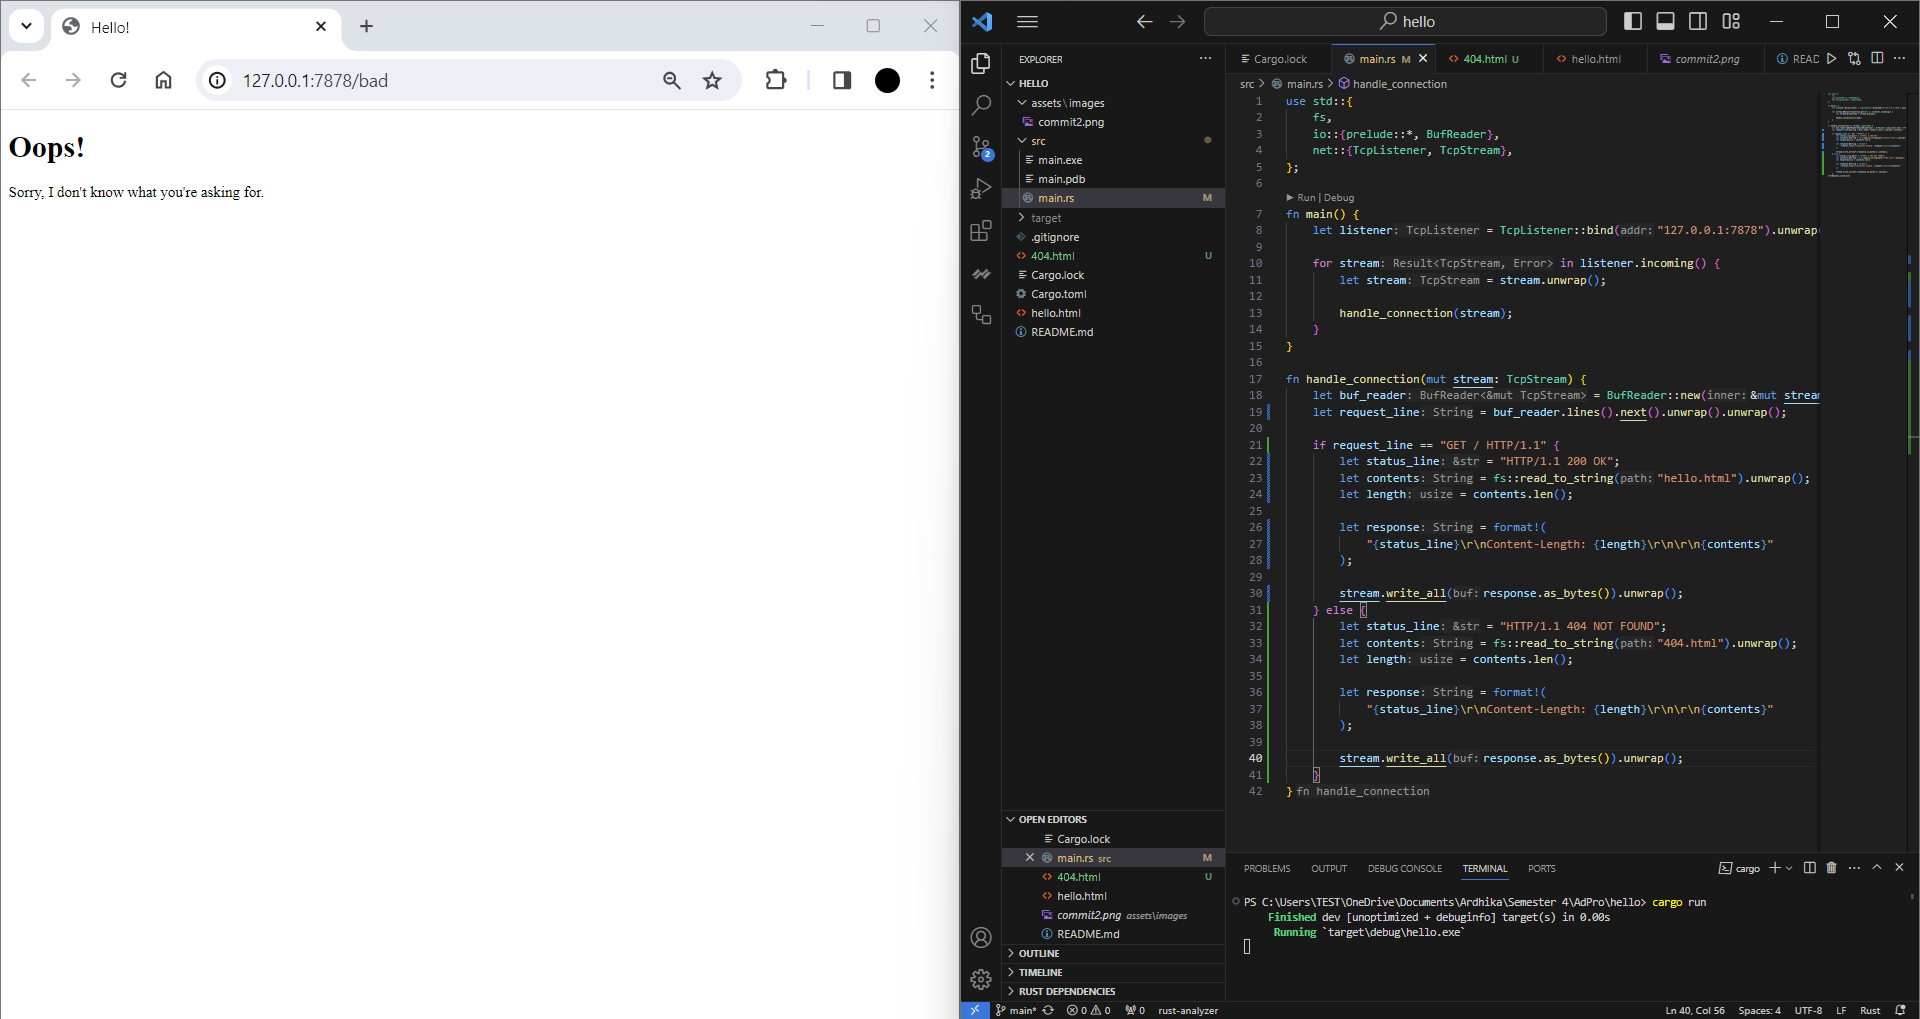 Hello!
127.0.0.1:7878/bad
Oops!
Sorry, I don't know what you're asking for.
hello
EXPLORER
HELLO
assets\images
commit2.png
src
main.exe
main.pdb
main.rs M
target
.gitignore
404.html U
Cargo.lock
Cargo.toml
hello.html
README.md
OPEN EDITORS
Cargo.lock
main.rs src M
404.html U
hello.html
commit2.png assets\images
README.md
OUTLINE
TIMELINE
RUST DEPENDENCIES
2
Cargo.lock main.rs M 404.html U hello.html commit2.png READ
src > main.rs > handle_connection
1 use std::{
2 fs,
3 io::{prelude::*, BufReader},
4 net::{TcpListener, TcpStream},
5 };
6
Run | Debug
7 fn main() {
8 let listener: TcpListener = TcpListener::bind(addr: "127.0.0.1:7878").unwrap
9
10 for stream: Result<TcpStream, Error> in listener.incoming() {
11 let stream: TcpStream = stream.unwrap();
12
13 handle_connection(stream);
14 }
15 }
16
17 fn handle_connection(mut stream: TcpStream) {
18 let buf_reader: BufReader<&mut TcpStream> = BufReader::new(inner: &mut strea
19 let request_line: String = buf_reader.lines().next().unwrap().unwrap();
20
21 if request_line == "GET / HTTP/1.1" {
22 let status_line: &str = "HTTP/1.1 200 OK";
23 let contents: String = fs::read_to_string(path: "hello.html").unwrap();
24 let length: usize = contents.len();
25
26 let response: String = format!(
27 "{status_line}\r\nContent-Length: {length}\r\n\r\n{contents}"
28 );
29
30 stream.write_all(buf: response.as_bytes()).unwrap();
31 } else {
32 let status_line: &str = "HTTP/1.1 404 NOT FOUND";
33 let contents: String = fs::read_to_string(path: "404.html").unwrap();
34 let length: usize = contents.len();
35
36 let response: String = format!(
37 "{status_line}\r\nContent-Length: {length}\r\n\r\n{contents}"
38 );
39
40 stream.write_all(buf: response.as_bytes()).unwrap();
41 }
42 } fn handle_connection
PROBLEMS OUTPUT DEBUG CONSOLE TERMINAL PORTS cargo
PS C:\Users\TEST\OneDrive\Documents\Ardhika\Semester 4\AdPro\hello> cargo run
Finished dev [unoptimized + debuginfo] target(s) in 0.00s
Running `target\debug\hello.exe`
main* 0 0 0 rust-analyzer Ln 40, Col 56 Spaces: 4 UTF-8 LF Rust